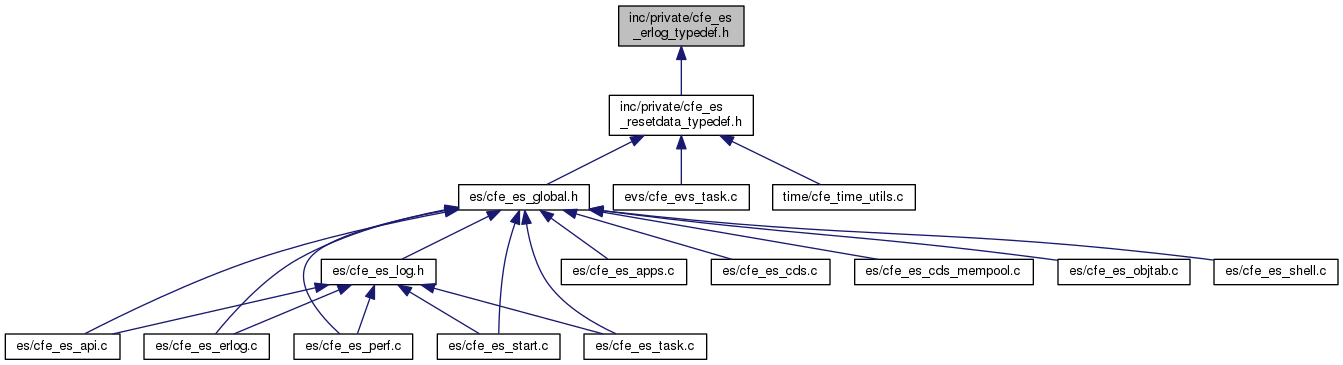 inc/private/cfe_es
_erlog_typedef.h
inc/private/cfe_es
_resetdata_typedef.h
es/cfe_es_global.h
evs/cfe_evs_task.c
time/cfe_time_utils.c
es/cfe_es_log.h
es/cfe_es_apps.c
es/cfe_es_cds.c
es/cfe_es_cds_mempool.c
es/cfe_es_objtab.c
es/cfe_es_shell.c
es/cfe_es_api.c
es/cfe_es_erlog.c
es/cfe_es_perf.c
es/cfe_es_start.c
es/cfe_es_task.c